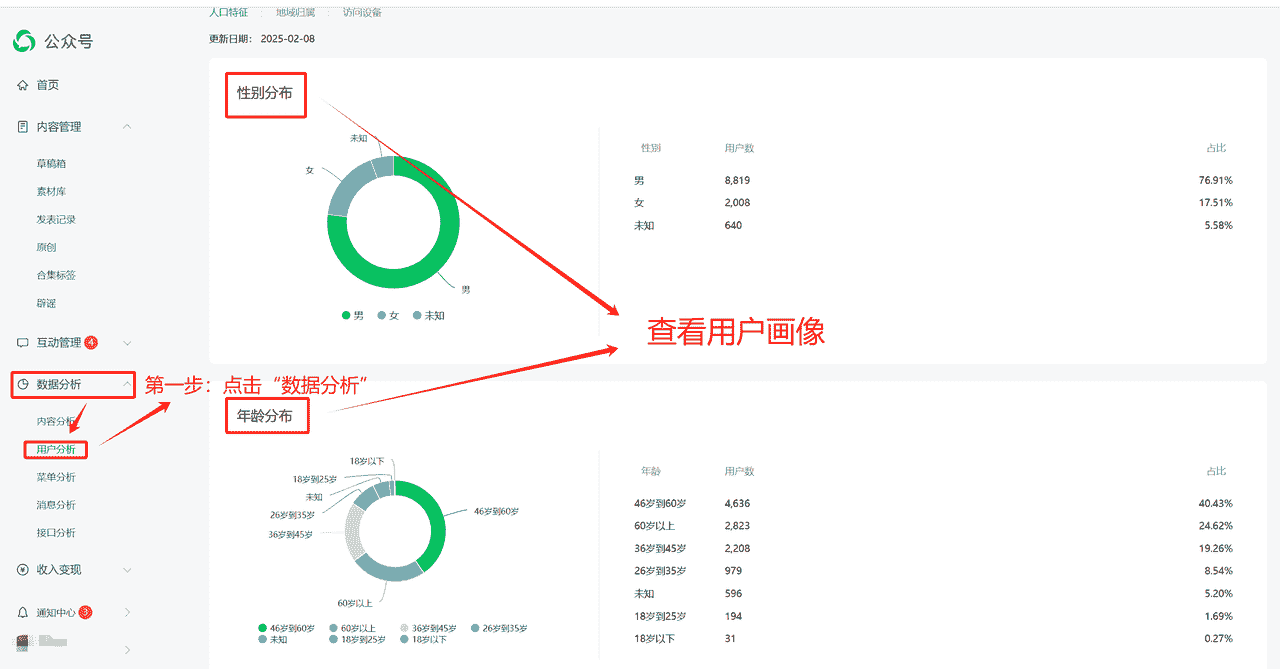 人口特征 地域归属 访问设备
更新日期: 2025-02-08
公众号
首页
内容管理
草稿箱
素材库
发表记录
原创
合集标签
辟谣
互动管理 4
数据分析
内容分析
用户分析
菜单分析
消息分析
接口分析
收入变现
通知中心 3
第一步：点击“数据分析”
性别分布
未知
女
男
男 女 未知
性别 用户数 占比
男 8,819 76.91%
女 2,008 17.51%
未知 640 5.58%
查看用户画像
年龄分布
18岁以下
18岁到25岁
未知
26岁到35岁
36岁到45岁
46岁到60岁
60岁以上
46岁到60岁 60岁以上 36岁到45岁 26岁到35岁
未知 18岁到25岁 18岁以下
年龄 用户数 占比
46岁到60岁 4,636 40.43%
60岁以上 2,823 24.62%
36岁到45岁 2,208 19.26%
26岁到35岁 979 8.54%
未知 596 5.20%
18岁到25岁 194 1.69%
18岁以下 31 0.27%